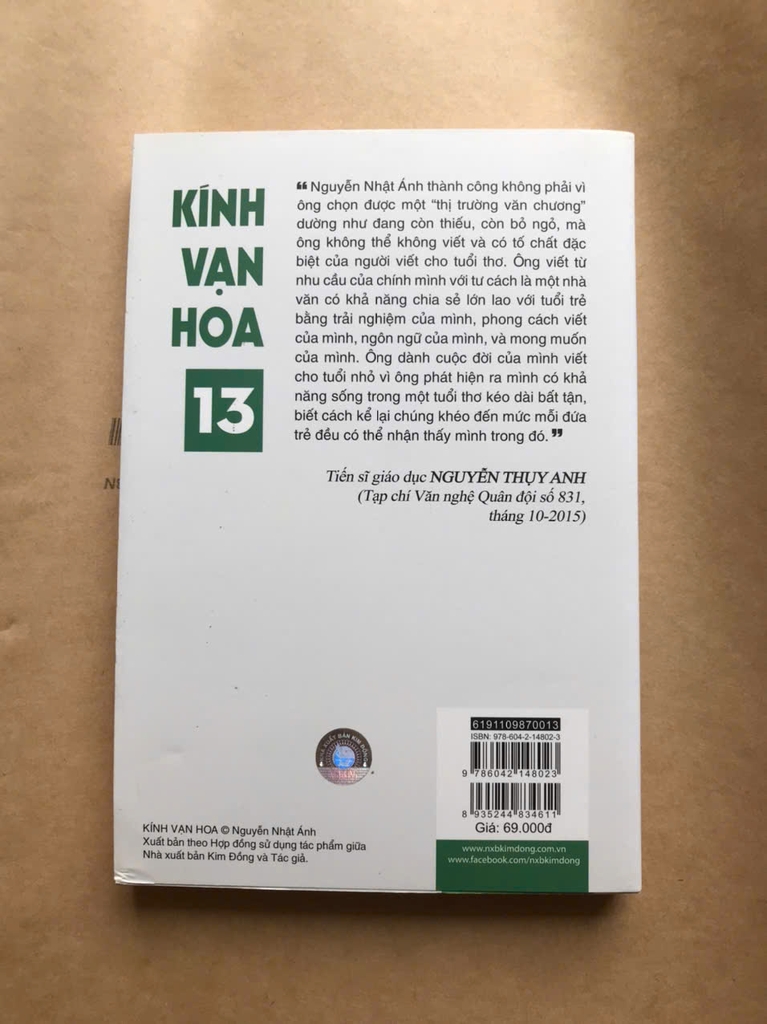 KÍNH
VẠN
HOA
13
“ Nguyễn Nhật Ánh thành công không phải vì
ông chọn được một “thị trường văn chương”
dường như đang còn thiếu, còn bỏ ngỏ, mà
ông không thể không viết và có tố chất đặc
biệt của người viết cho tuổi thơ. Ông viết từ
nhu cầu của chính mình với tư cách là một nhà
văn có khả năng chia sẻ lớn lao với tuổi trẻ
bằng trải nghiệm của mình, phong cách viết
của mình, ngôn ngữ của mình, và mong muốn
của mình. Ông dành cuộc đời của mình viết
cho tuổi nhỏ vì ông phát hiện ra mình có khả
năng sống trong một tuổi thơ kéo dài bất tận,
biết cách kể lại chúng khéo đến mức mỗi đứa
trẻ đều có thể nhận thấy mình trong đó. ”
Tiến sĩ giáo dục NGUYỄN THỤY ANH
(Tạp chí Văn nghệ Quân đội số 831,
tháng 10-2015)
NHÀ XUẤT BẢN KIM ĐỒNG
6191109870013
ISBN: 978-604-2-14802-3
9 786042 148023
8 935244 834611
Giá: 69.000đ
www.nxbkimdong.com.vn
www.facebook.com/nxbkimdong
KÍNH VẠN HOA © Nguyễn Nhật Ánh
Xuất bản theo Hợp đồng sử dụng tác phẩm giữa
Nhà xuất bản Kim Đồng và Tác giả.